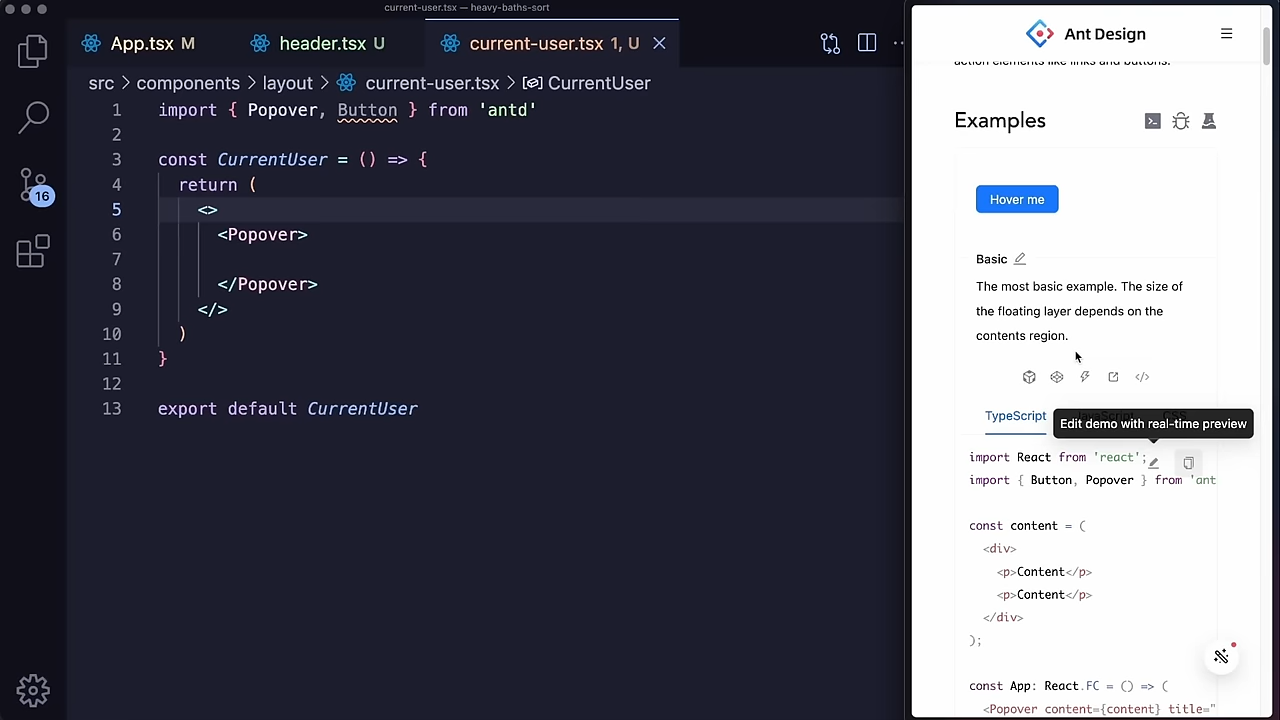 current-user.tsx — heavy-baths-sort
App.tsx M
header.tsx U
current-user.tsx 1, U
src > components > layout > current-user.tsx > CurrentUser
1 import { Popover, Button } from 'antd'
2
3 const CurrentUser = () => {
4 return (
5 <>
6 <Popover>
7
8 </Popover>
9 </>
10 )
11 }
12
13 export default CurrentUser
16
Ant Design
action elements like links and buttons.
Examples
Hover me
Basic
The most basic example. The size of
the floating layer depends on the
contents region.
TypeScript
JavaScript
CSS
Edit demo with real-time preview
import React from 'react';
import { Button, Popover } from 'ant
const content = (
<div>
<p>Content</p>
<p>Content</p>
</div>
);
const App: React.FC = () => (
<Popover content={content} title="